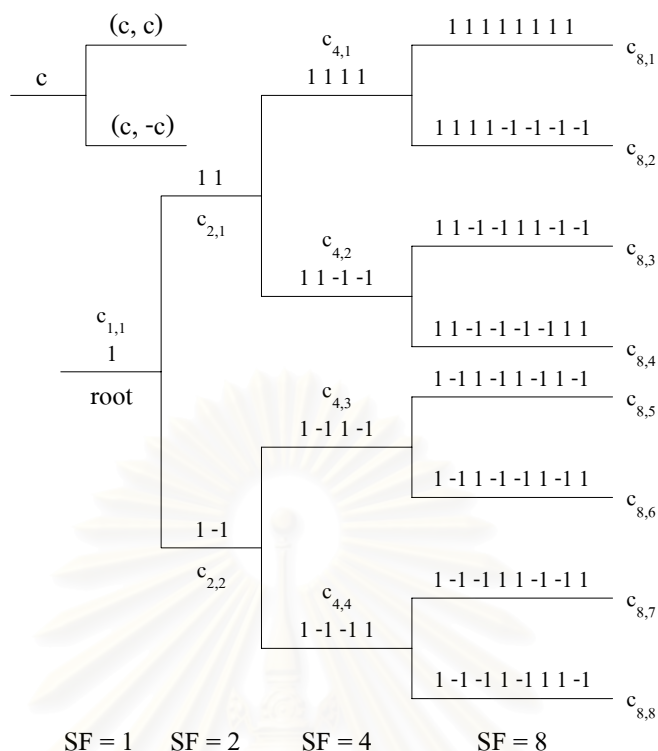 (c, c)
c
(c, -c)
c4,1
1 1 1 1
1 1 1 1 1 1 1 1
c8,1
1 1 1 1 -1 -1 -1 -1
c8,2
1 1
c2,1
c4,2
1 1 -1 -1
1 1 -1 -1 1 1 -1 -1
c8,3
1 1 -1 -1 -1 -1 1 1
c8,4
c1,1
1
root
c4,3
1 -1 1 -1
1 -1 1 -1 1 -1 1 -1
c8,5
1 -1 1 -1 -1 1 -1 1
c8,6
1 -1
c2,2
c4,4
1 -1 -1 1
1 -1 -1 1 1 -1 -1 1
c8,7
1 -1 -1 1 -1 1 1 -1
c8,8
SF = 1 SF = 2 SF = 4 SF = 8